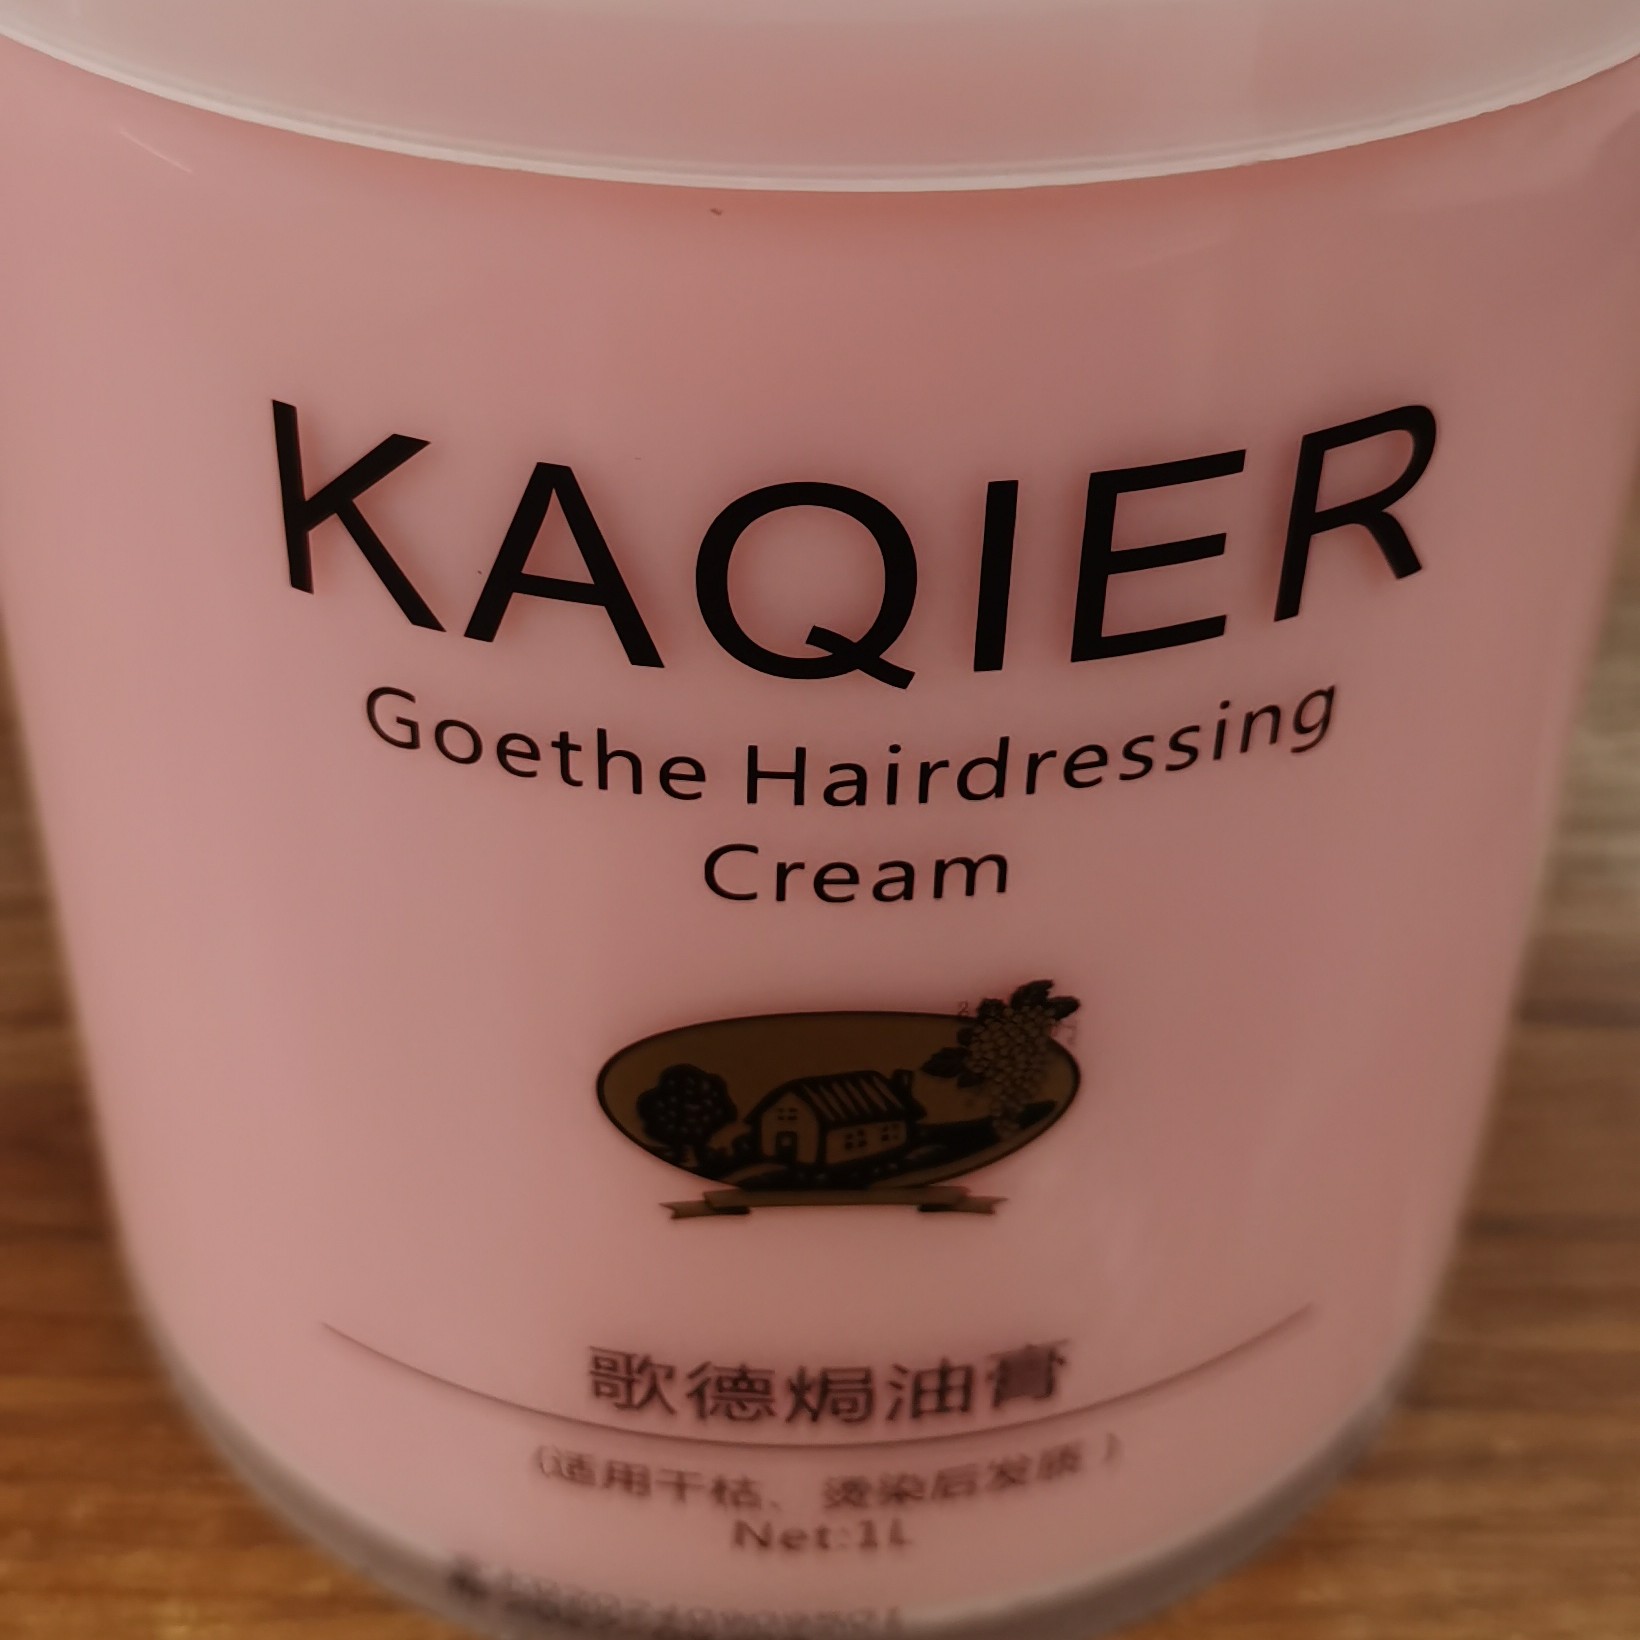 KAQIER
Goethe Hairdressing
Cream
歌德焗油膏
(适用干枯、烫染后发质)
Net:1L